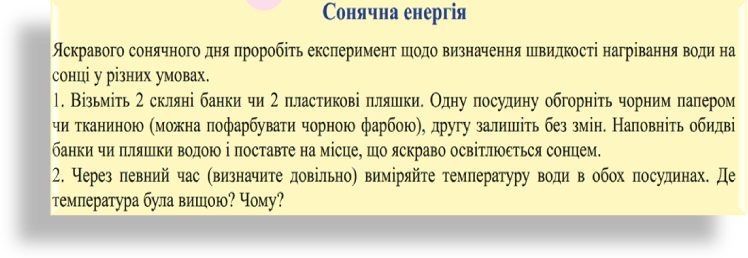 Сонячна енергія
Яскравого сонячного дня проробіть експеримент щодо визначення швидкості нагрівання води на
сонці у різних умовах.
1. Візьміть 2 скляні банки чи 2 пластикові пляшки. Одну посудину обгорніть чорним папером
чи тканиною (можна пофарбувати чорною фарбою), другу залишіть без змін. Наповніть обидві
банки чи пляшки водою і поставте на місце, що яскраво освітлюється сонцем.
2. Через певний час (визначите довільно) виміряйте температуру води в обох посудинах. Де
температура була вищою? Чому?